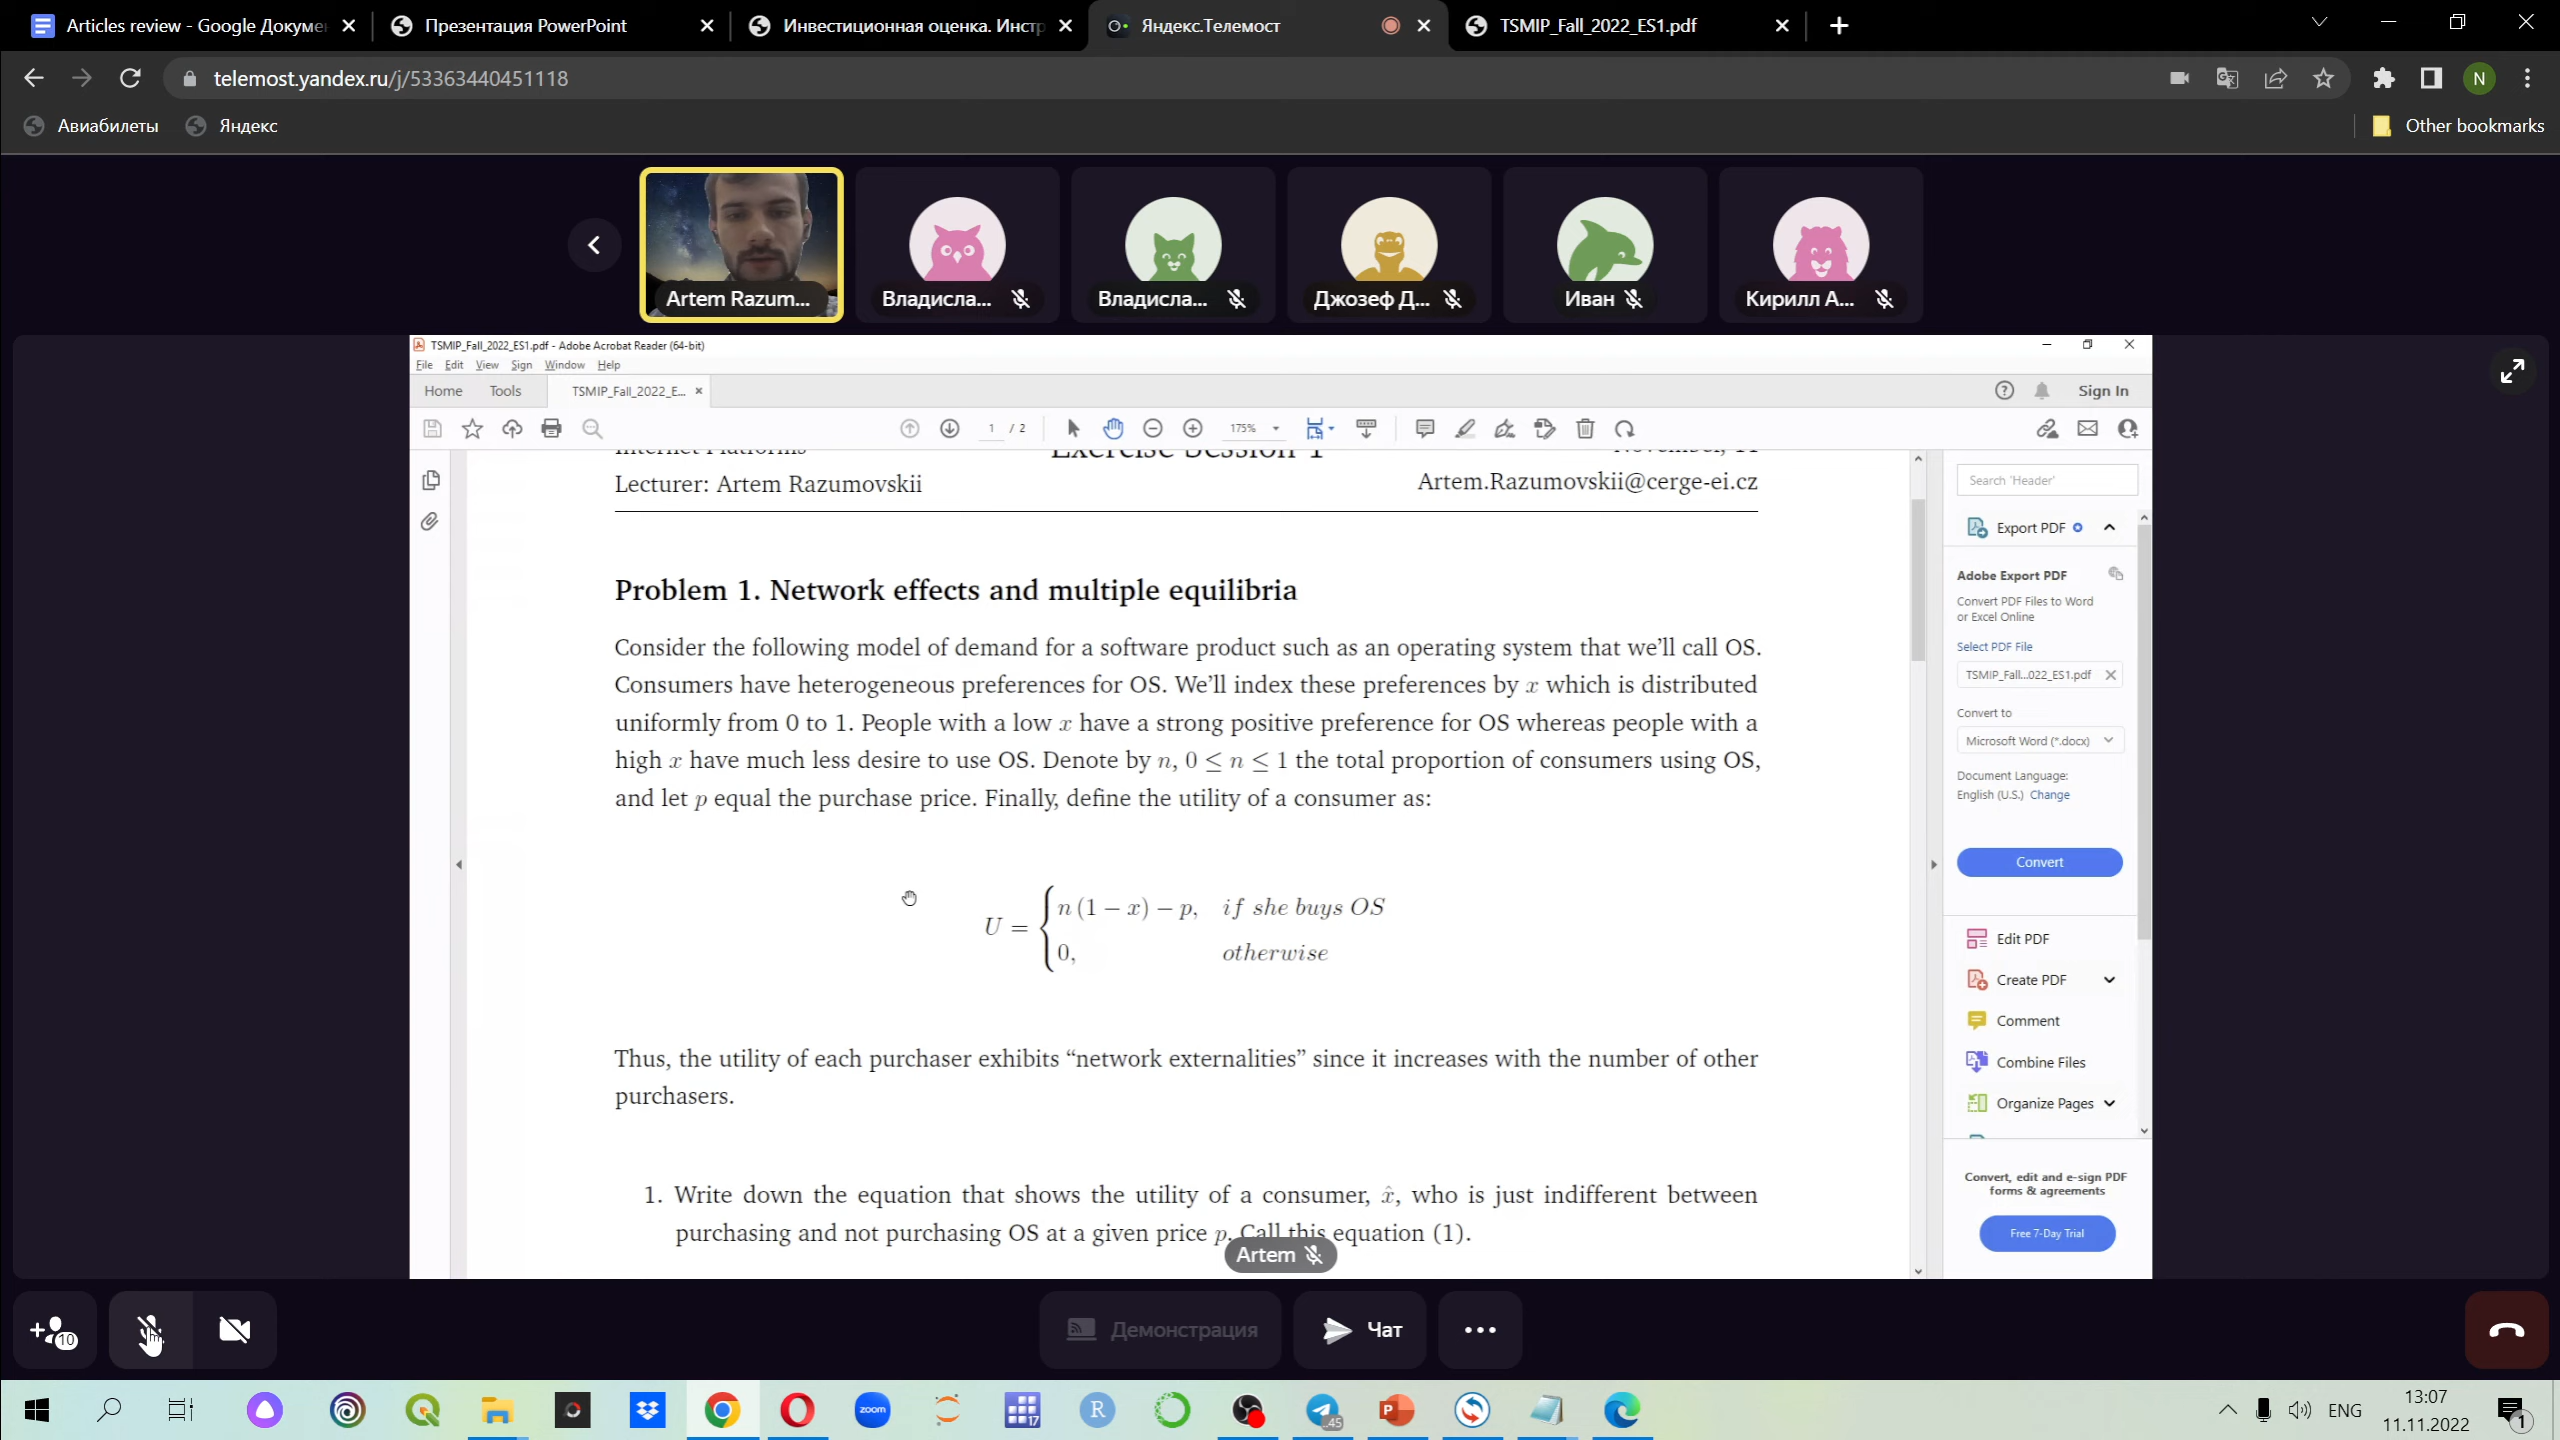 Articles review - Google Докуме
Презентация PowerPoint
Инвестиционная оценка. Инстр
Яндекс.Телемост
TSMIP_Fall_2022_ES1.pdf
telemost.yandex.ru/j/53363440451118
N
Авиабилеты
Яндекс
Other bookmarks
Artem Razum...
Владисла...
Владисла...
Джозеф Д...
Иван
Кирилл А...
TSMIP_Fall_2022_ES1.pdf - Adobe Acrobat Reader (64-bit)
File Edit View Sign Window Help
Home Tools TSMIP_Fall_2022_E... ×
Sign In
1 / 2
175%
Internet Platforms
Exercise Session 1
November, 11
Lecturer: Artem Razumovskii
Artem.Razumovskii@cerge-ei.cz
Problem 1. Network effects and multiple equilibria
Consider the following model of demand for a software product such as an operating system that we'll call OS.
Consumers have heterogeneous preferences for OS. We'll index these preferences by x which is distributed
uniformly from 0 to 1. People with a low x have a strong positive preference for OS whereas people with a
high x have much less desire to use OS. Denote by n, 0 ≤ n ≤ 1 the total proportion of consumers using OS,
and let p equal the purchase price. Finally, define the utility of a consumer as:
U = { n (1 − x) − p, if she buys OS
0, otherwise
Thus, the utility of each purchaser exhibits “network externalities” since it increases with the number of other
purchasers.
1. Write down the equation that shows the utility of a consumer, x̂, who is just indifferent between
purchasing and not purchasing OS at a given price p. Call this equation (1).
Search 'Header'
Export PDF
Adobe Export PDF
Convert PDF Files to Word
or Excel Online
Select PDF File
TSMIP_Fall...022_ES1.pdf
Convert to
Microsoft Word (*.docx)
Document Language:
English (U.S.) Change
Convert
Edit PDF
Create PDF
Comment
Combine Files
Organize Pages
Convert, edit and e-sign PDF
forms & agreements
Free 7-Day Trial
Artem
10
Демонстрация
Чат
zoom
17
R
45
P
ENG
13:07
11.11.2022
1